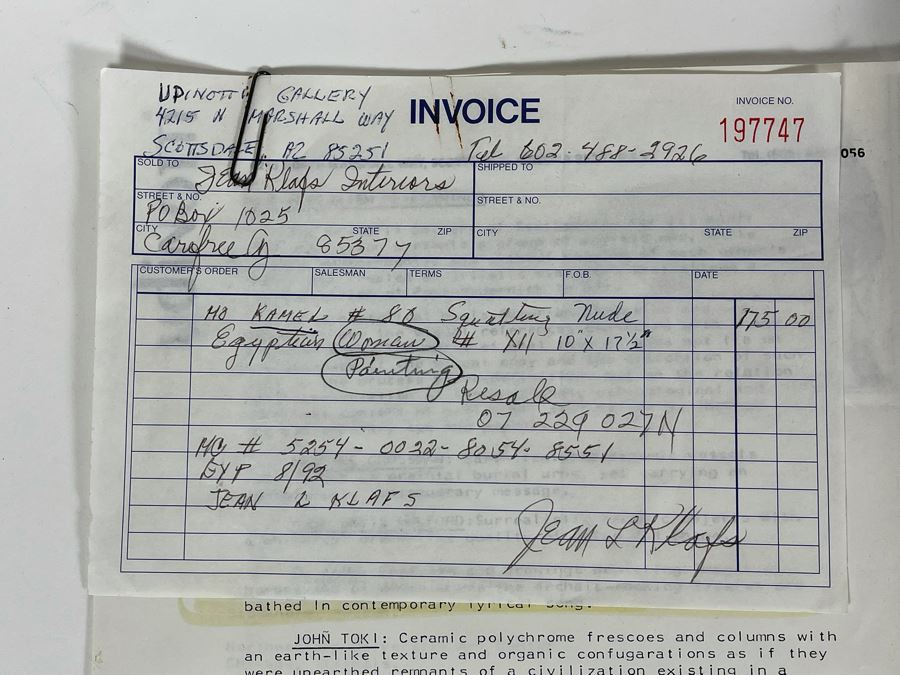 UDINOTTI GALLERY
4215 N MARSHALL WAY
SCOTTSDALE, AZ 85251
INVOICE
INVOICE NO.
197747
Tel 602-488-2926
056
SOLD TO
Jean Klafs Interiors
SHIPPED TO
STREET & NO.
PO Box 1025
STREET & NO.
CITY STATE ZIP
Carefree Az 85377
CITY STATE ZIP
CUSTOMER'S ORDER SALESMAN TERMS F.O.B. DATE
MO KAMEL # 80 Squatting Nude 175 00
Egyptian Woman # XII 10" X 17½"
Painting
Resale
07 229 027 N
# 5254-0022-8054-8551
EXP 8/92
JEAN L KLAFS
Jean L Klafs
bathed in contemporary lyrical song.
JOHN TOKI: Ceramic polychrome frescoes and columns with
an earth-like texture and organic confugarations as if they
were unearthed remnants of a civilization existing in a